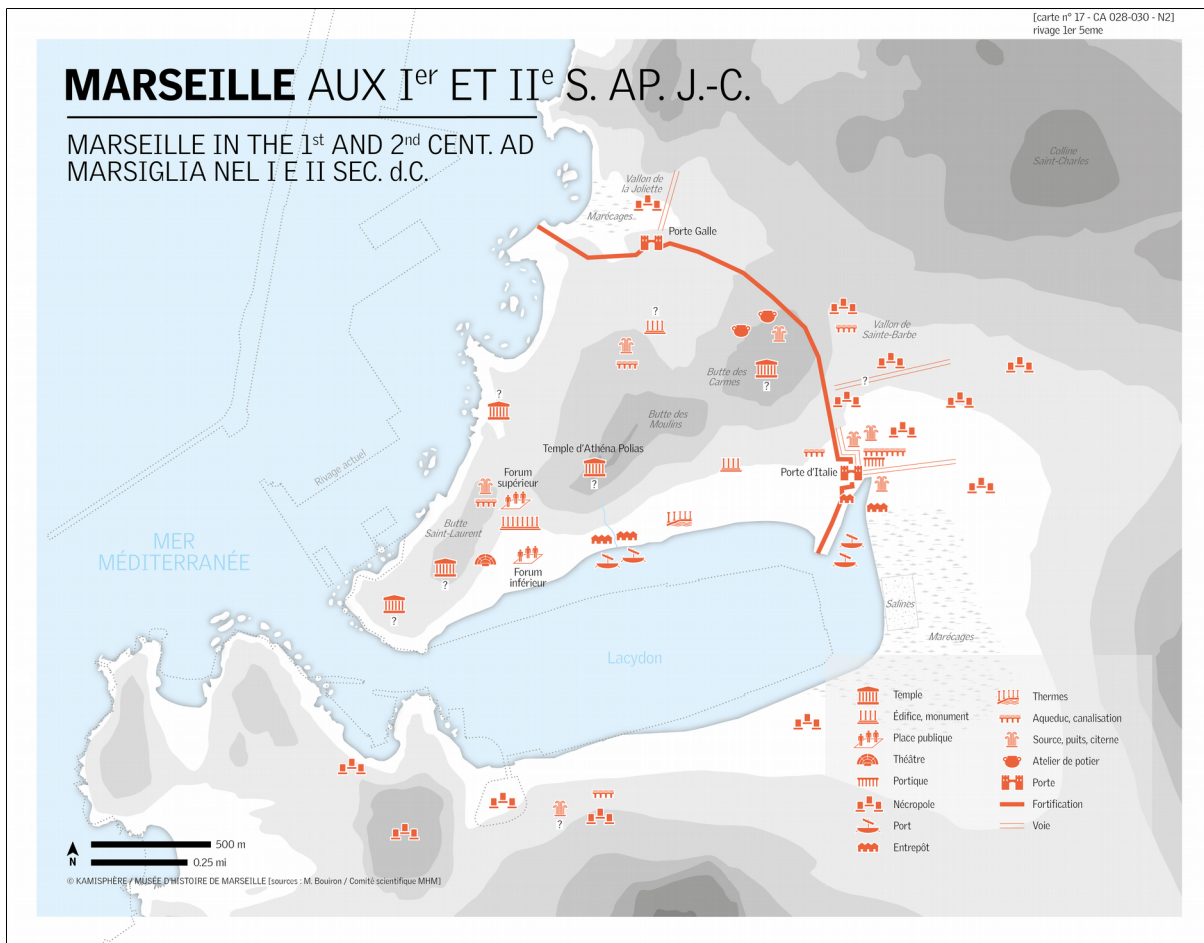 [carte n° 17 - CA 028-030 - N2]
rivage 1er 5eme
MARSEILLE AUX Ier ET IIe S. AP. J.-C.
MARSEILLE IN THE 1st AND 2nd CENT. AD
MARSIGLIA NEL I E II SEC. d.C.
Colline
Saint-Charles
Vallon de
la Joliette
Marécages
Porte Galle
?
Vallon de
Sainte-Barbe
Butte des
Carmes
?
?
?
Butte des
Moulins
Temple d'Athéna Polias
?
Rivage actuel
Forum
supérieur
Porte d'Italie
Butte
Saint-Laurent
?
Forum
inférieur
?
MER
MÉDITERRANÉE
Salines
Marécages
Lacydon
Temple
Édifice, monument
Place publique
Théâtre
Portique
Nécropole
Port
Entrepôt
Thermes
Aqueduc, canalisation
Source, puits, citerne
Atelier de potier
Porte
Fortification
Voie
?
500 m
N
0.25 mi
© KAMISPHÈRE / MUSÉE D'HISTOIRE DE MARSEILLE [sources : M. Bouiron / Comité scientifique MHM]